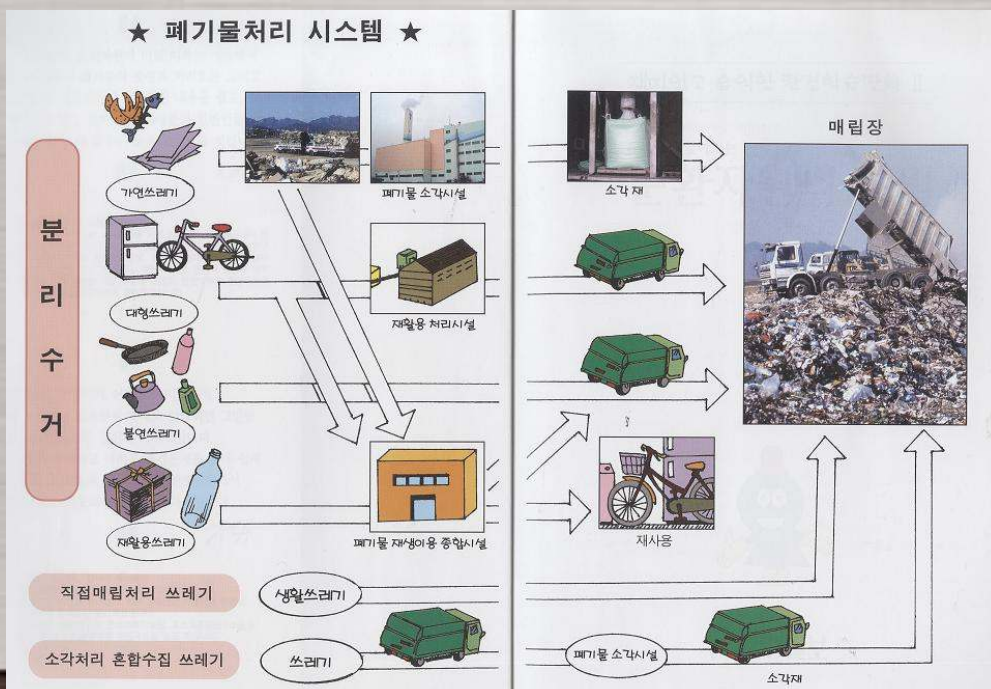 ★ 폐기물처리 시스템 ★
분
리
수
거
가연쓰레기
폐기물 소각시설
소각 재
매립장
대형쓰레기
재활용 처리시설
불연쓰레기
재활용쓰레기
폐기물 재생이용 종합시설
재사용
직접매립처리 쓰레기
생활쓰레기
소각처리 혼합수집 쓰레기
쓰레기
폐기물 소각시설
소각재